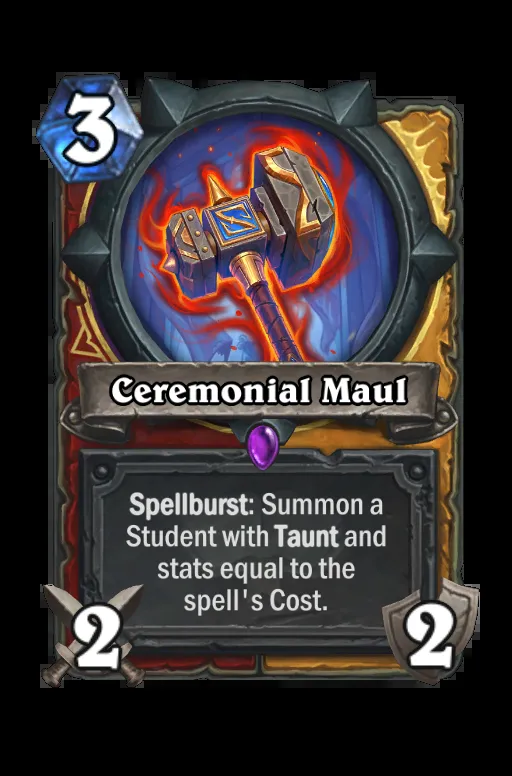 3
Ceremonial Maul
Spellburst: Summon a
Student with Taunt and
stats equal to the
spell's Cost.
2
2